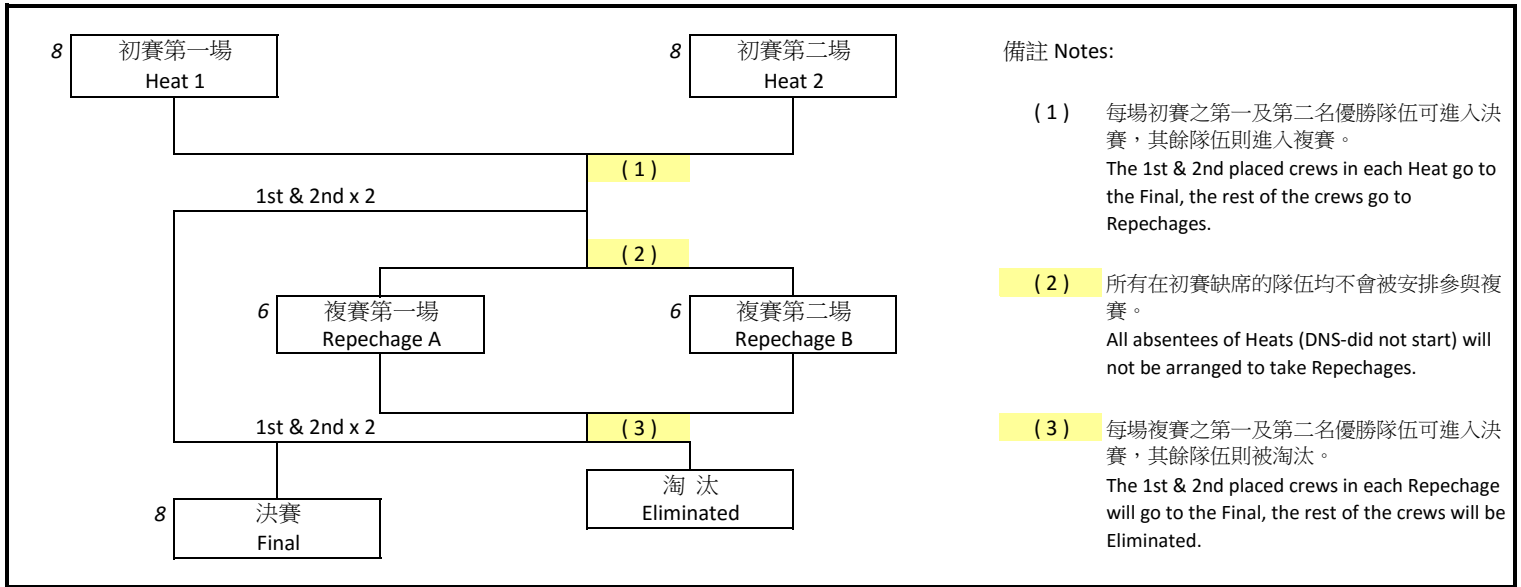 8 初賽第一場
Heat 1
8 初賽第二場
Heat 2
( 1 )
1st & 2nd x 2
( 2 )
6 複賽第一場
Repechage A
6 複賽第二場
Repechage B
1st & 2nd x 2
( 3 )
淘 汰
Eliminated
8 決賽
Final
備註 Notes:
( 1 ) 每場初賽之第一及第二名優勝隊伍可進入決
賽，其餘隊伍則進入複賽。
The 1st & 2nd placed crews in each Heat go to
the Final, the rest of the crews go to
Repechages.
( 2 ) 所有在初賽缺席的隊伍均不會被安排參與複
賽。
All absentees of Heats (DNS-did not start) will
not be arranged to take Repechages.
( 3 ) 每場複賽之第一及第二名優勝隊伍可進入決
賽，其餘隊伍則被淘汰。
The 1st & 2nd placed crews in each Repechage
will go to the Final, the rest of the crews will be
Eliminated.